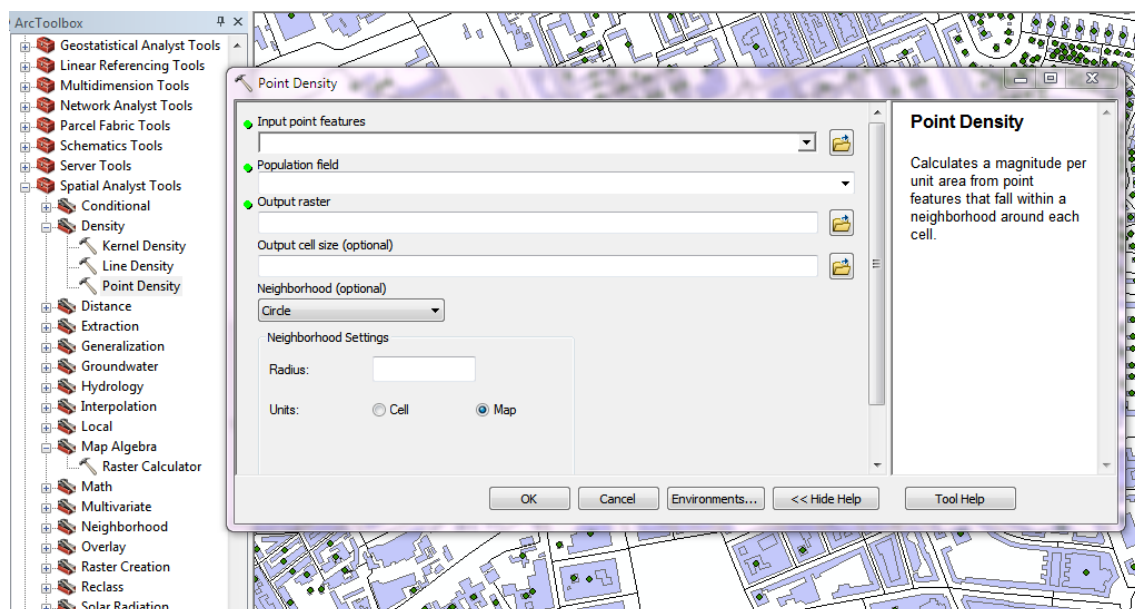 ArcToolbox
Geostatistical Analyst Tools
Linear Referencing Tools
Multidimension Tools
Network Analyst Tools
Parcel Fabric Tools
Schematics Tools
Server Tools
Spatial Analyst Tools
Conditional
Density
Kernel Density
Line Density
Point Density
Distance
Extraction
Generalization
Groundwater
Hydrology
Interpolation
Local
Map Algebra
Raster Calculator
Math
Multivariate
Neighborhood
Overlay
Raster Creation
Reclass
Solar Radiation
Point Density
Input point features
Population field
Output raster
Output cell size (optional)
Neighborhood (optional)
Circle
Neighborhood Settings
Radius:
Units:
Cell
Map
OK
Cancel
Environments...
<< Hide Help
Tool Help
Point Density
Calculates a magnitude per
unit area from point
features that fall within a
neighborhood around each
cell.